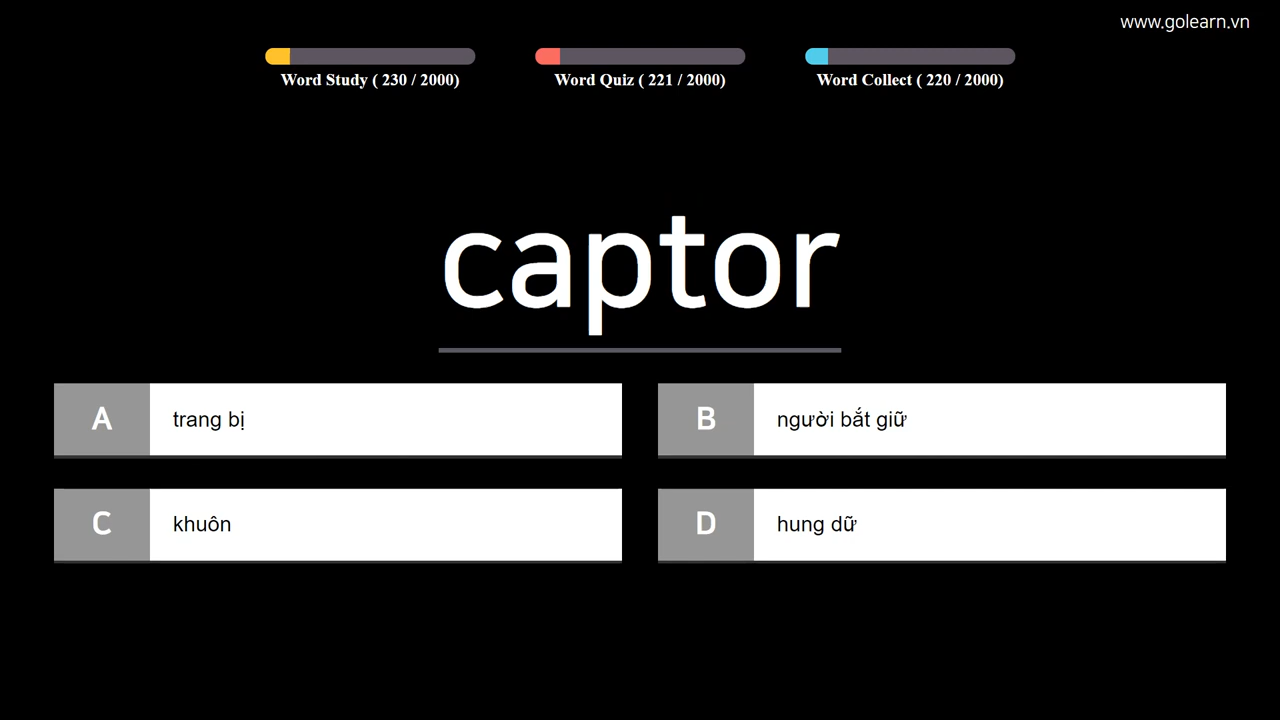 www.golearn.vn
Word Study ( 230 / 2000)
Word Quiz ( 221 / 2000)
Word Collect ( 220 / 2000)
captor
A trang bị
B người bắt giữ
C khuôn
D hung dữ